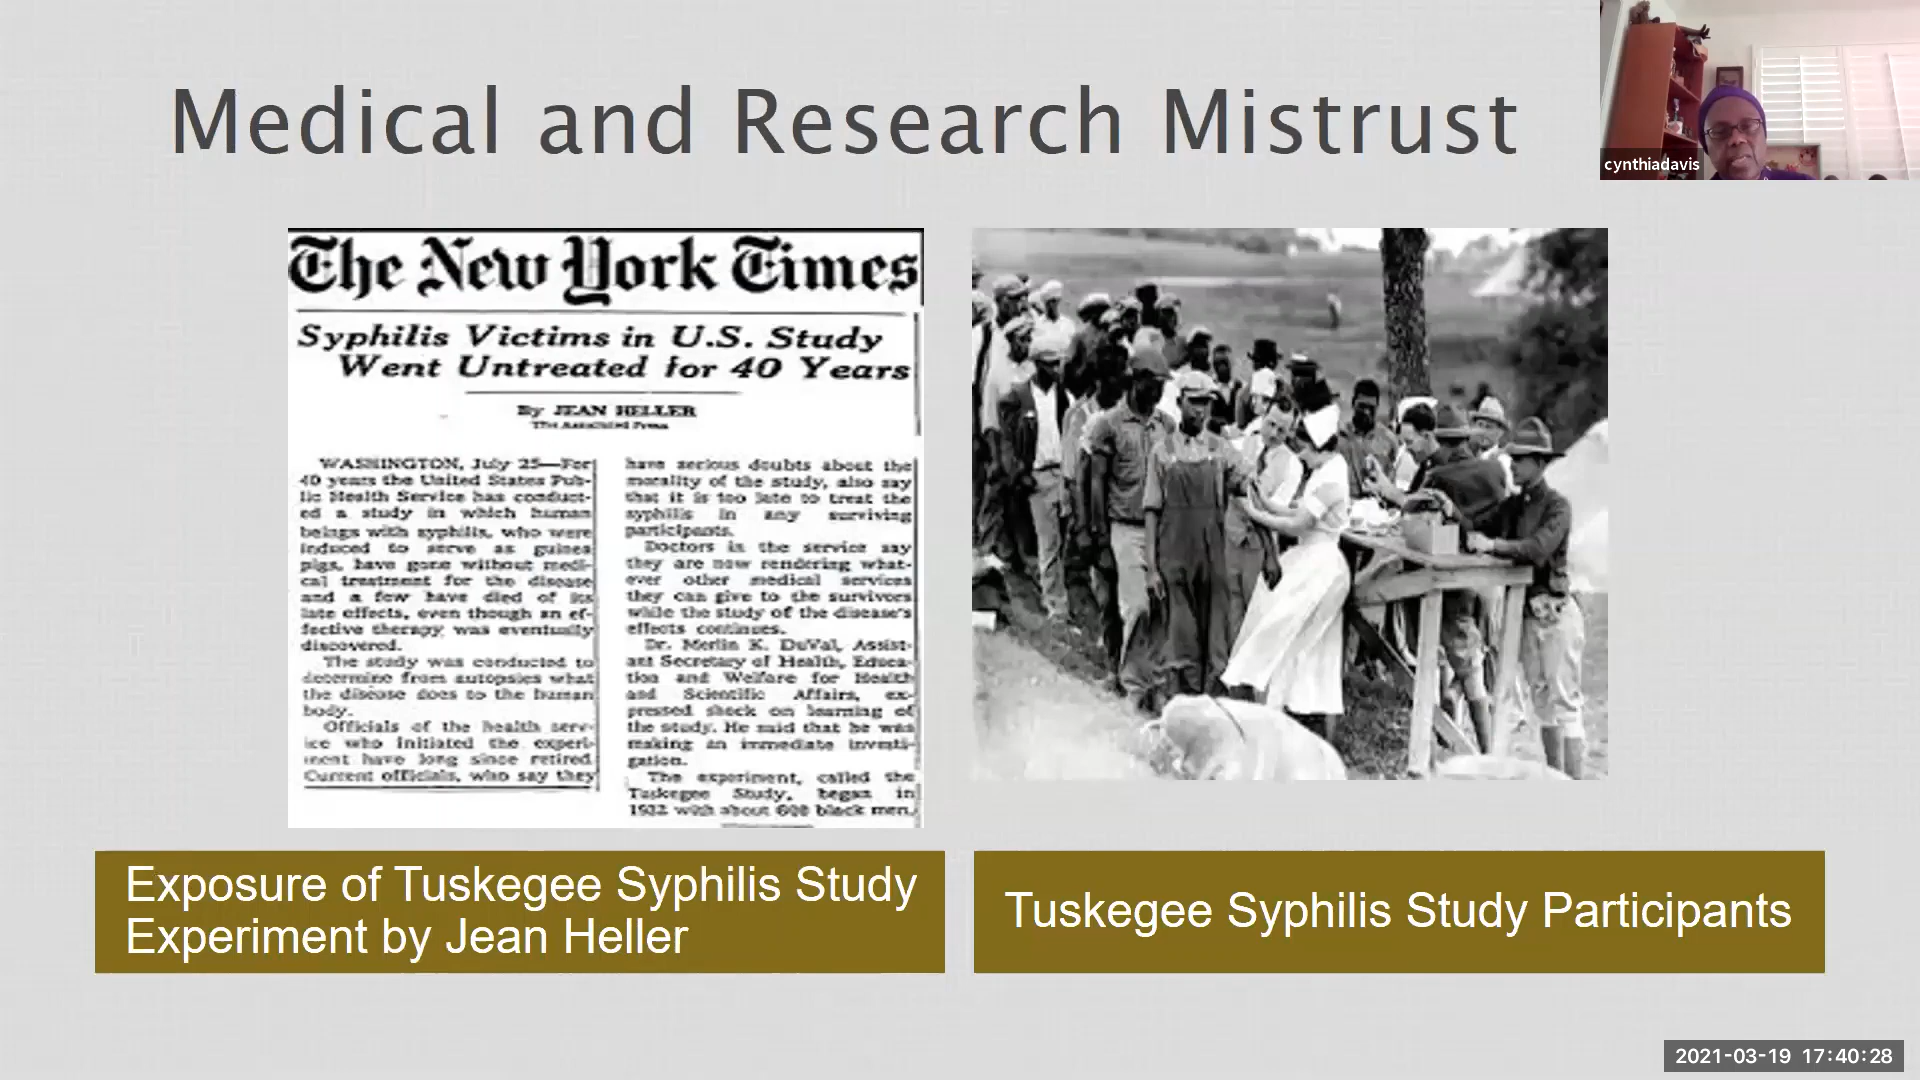 Medical and Research Mistrust
cynthiadavis
The New York Times
Syphilis Victims in U.S. Study
Went Untreated for 40 Years
By JEAN HELLER
The Associated Press
WASHINGTON, July 25—For
40 years the United States Pub-
lic Health Service has conduct-
ed a study in which human
beings with syphilis, who were
induced to serve as guinea
pigs, have gone without medi-
cal treatment for the disease
and a few have died of its
late effects, even though an ef-
fective therapy was eventually
discovered.
The study was conducted to
determine from autopsies what
the disease does to the human
body.
Officials of the health serv-
ice who initiated the experi-
ment have long since retired.
Current officials, who say they
have serious doubts about the
morality of the study, also say
that it is too late to treat the
syphilis in any surviving
participants.
Doctors in the service say
they are now rendering what-
ever other medical services
they can give to the survivors
while the study of the disease's
effects continues.
Dr. Merlin K. DuVal, Assist-
ant Secretary of Health, Educa-
tion and Welfare for Health
and Scientific Affairs, ex-
pressed shock on learning of
the study. He said that he was
making an immediate investi-
gation.
The experiment, called the
Tuskegee Study, began in
1932 with about 600 black men,
Exposure of Tuskegee Syphilis Study
Experiment by Jean Heller
Tuskegee Syphilis Study Participants
2021-03-19 17:40:28